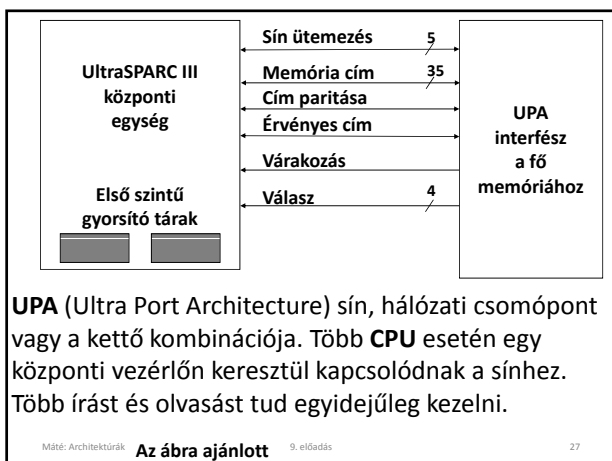 Sín ütemezés 5
UltraSPARC III
központi
egység
Memória cím 35
Cím paritása
Érvényes cím
Várakozás
Válasz 4
Első szintű
gyorsító tárak
UPA
interfész
a fő
memóriához
UPA (Ultra Port Architecture) sín, hálózati csomópont
vagy a kettő kombinációja. Több CPU esetén egy
központi vezérlőn keresztül kapcsolódnak a sínhez.
Több írást és olvasást tud egyidejűleg kezelni.
Máté: Architektúrák Az ábra ajánlott 9. előadás 27